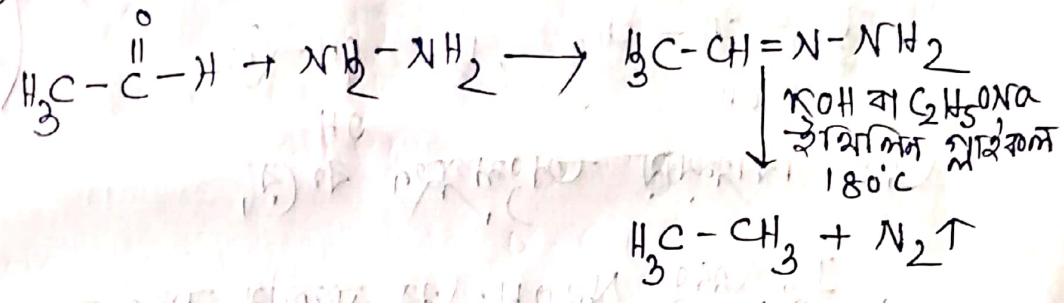 O
||
H₃C-C-H + NH₂-NH₂ → H₃C-CH=N-NH₂
↓ KOH বা C₂H₅ONa
ইথিলিন গ্লাইকল
180°C
H₃C-CH₃ + N₂↑